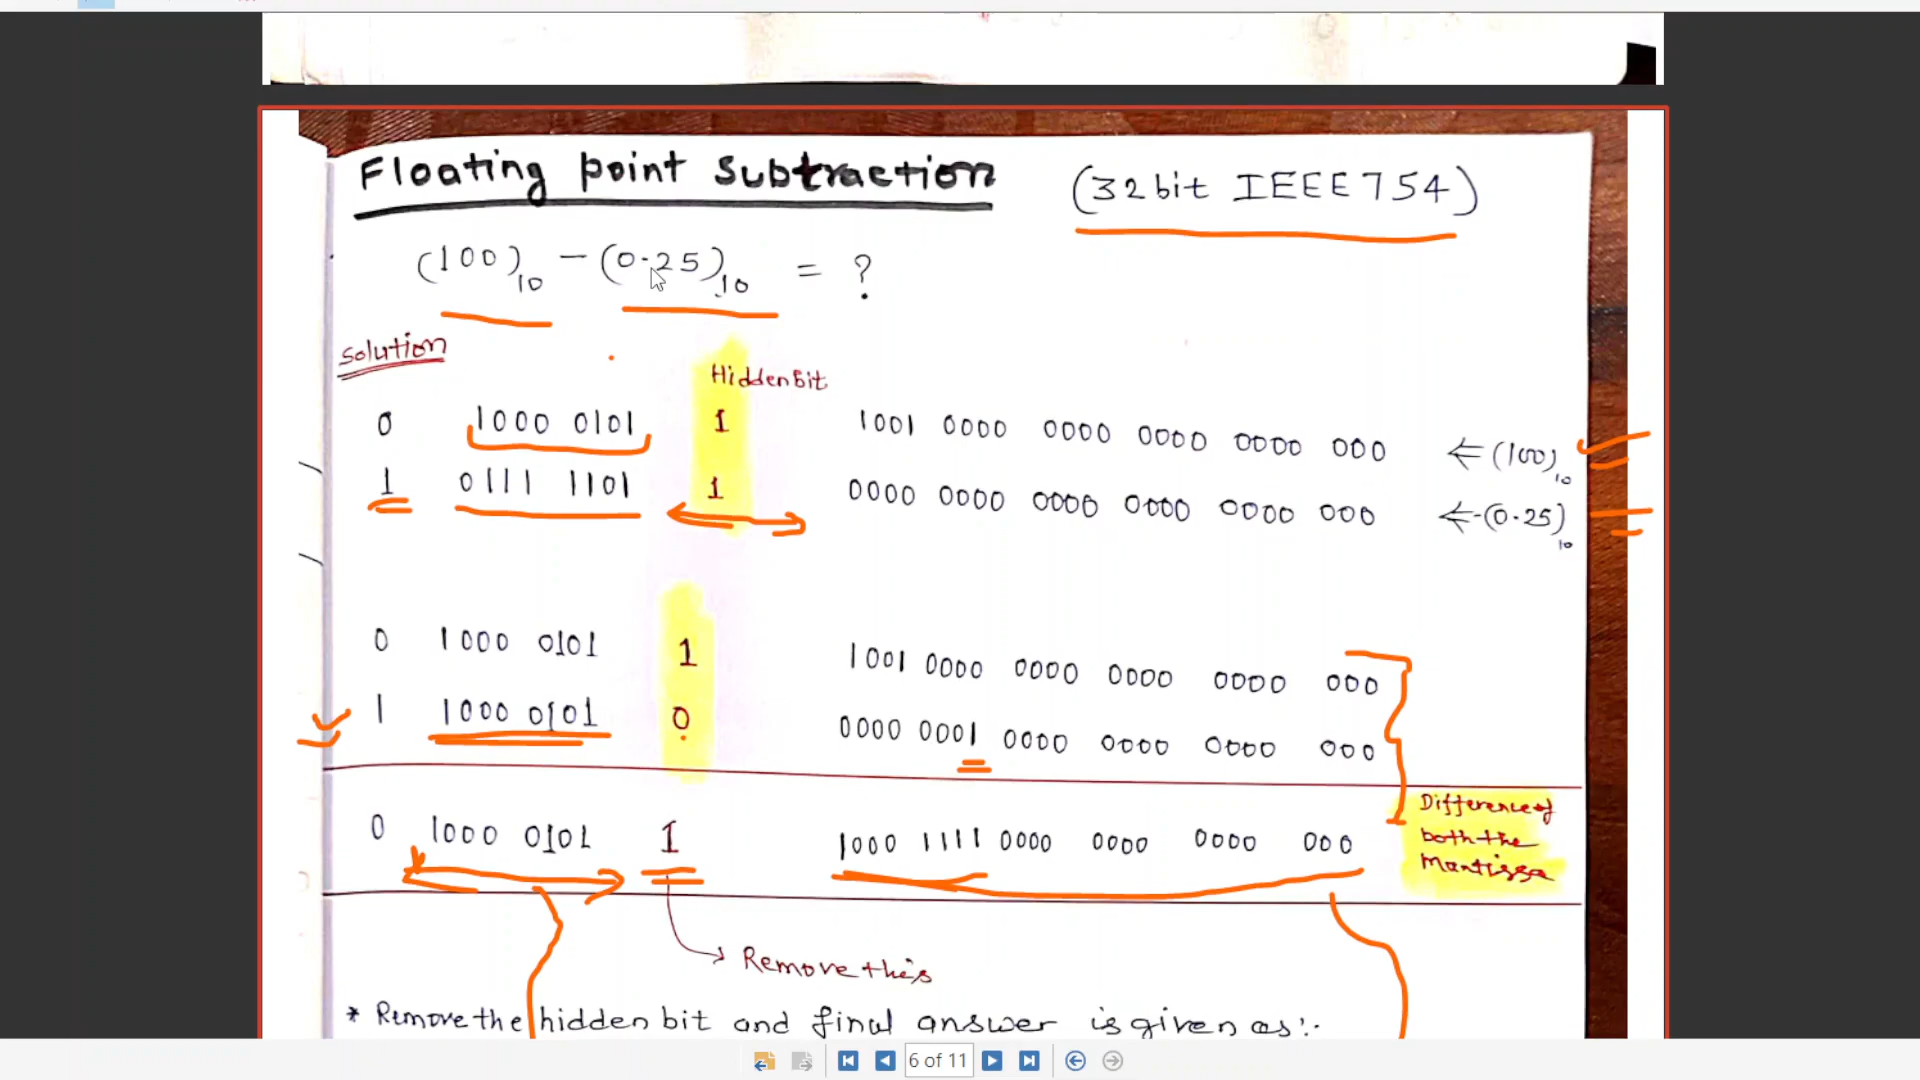 Floating point Subtraction (32 bit IEEE 754)
(100)10 - (0.25)10 = ?
Solution
Hidden Bit
0 1000 0101 1 1001 0000 0000 0000 0000 000 ← (100)10
1 0111 1101 1 0000 0000 0000 0000 0000 000 ← -(0.25)10
0 1000 0101 1 1001 0000 0000 0000 0000 000
1 1000 0101 0 0000 0001 0000 0000 0000 000
0 1000 0101 1 1000 1111 0000 0000 0000 000
Difference of
both the
Mantissa
Remove this
* Remove the hidden bit and final answer is given as :-
6 of 11